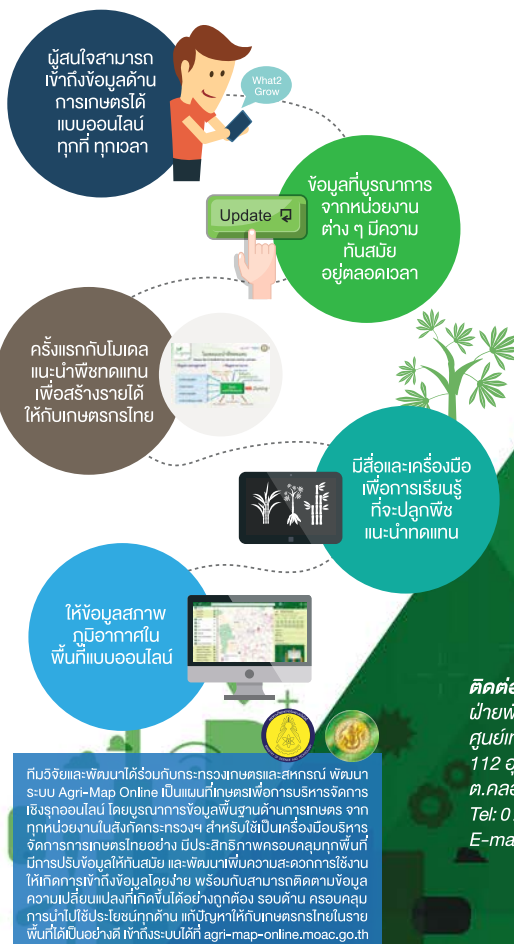 ผู้สนใจสามารถ
เข้าถึงข้อมูลด้าน
การเกษตรได้
แบบออนไลน์
ทุกที่ ทุกเวลา
What2
Grow
ข้อมูลที่บูรณาการ
จากหน่วยงาน
ต่าง ๆ มีความ
ทันสมัย
อยู่ตลอดเวลา
Update
ครั้งแรกกับโมเดล
แนะนำพืชทดแทน
เพื่อสร้างรายได้
ให้กับเกษตรกรไทย
มีสื่อและเครื่องมือ
เพื่อการเรียนรู้
ที่จะปลูกพืช
แนะนำทดแทน
ให้ข้อมูลสภาพ
ภูมิอากาศใน
พื้นที่แบบออนไลน์
ทีมวิจัยและพัฒนาได้ร่วมกับกระทรวงเกษตรและสหกรณ์ พัฒนา
ระบบ Agri-Map Online เป็นแผนที่เกษตรเพื่อการบริหารจัดการ
เชิงรุกออนไลน์ โดยบูรณาการข้อมูลพื้นฐานด้านการเกษตร จาก
ทุกหน่วยงานในสังกัดกระทรวงฯ สำหรับใช้เป็นเครื่องมือบริหาร
จัดการการเกษตรไทยอย่าง มีประสิทธิภาพครอบคลุมทุกพื้นที่
มีการปรับข้อมูลให้ทันสมัย และพัฒนาเพิ่มความสะดวกการใช้งาน
ให้เกิดการเข้าถึงข้อมูลโดยง่าย พร้อมกับสามารถติดตามข้อมูล
ความเปลี่ยนแปลงที่เกิดขึ้นได้อย่างถูกต้อง รอบด้าน ครอบคลุม
การนำไปใช้ประโยชน์ทุกด้าน แก้ปัญหาให้กับเกษตรกรไทยในราย
พื้นที่ได้เป็นอย่างดี เข้าถึงระบบได้ที่ agri-map-online.moac.go.th
ติดต่อ
ฝ่ายพั
ศูนย์เท
112 อุ
ต.คลอ
Tel: 0
E-ma